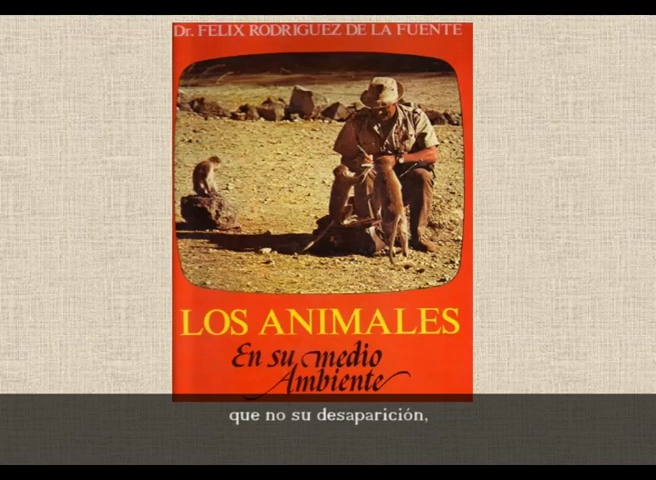 Dr. FELIX RODRIGUEZ DE LA FUENTE
LOS ANIMALES
En su medio
Ambiente
que no su desaparición,